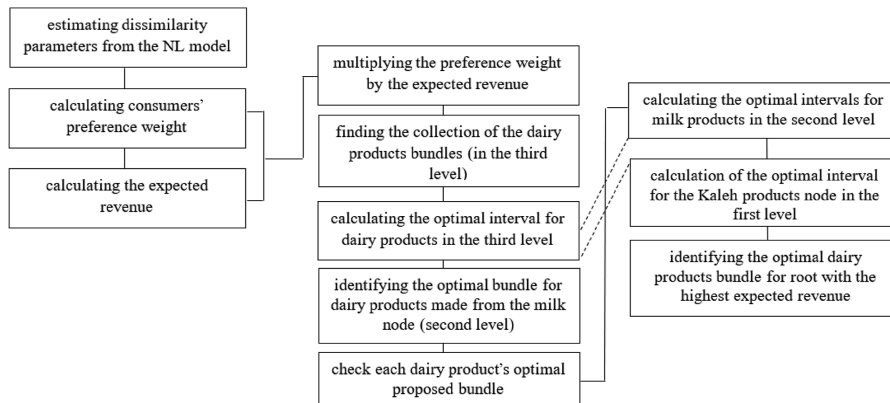 estimating dissimilarity
parameters from the NL model
calculating consumers'
preference weight
calculating the expected
revenue
multiplying the preference weight
by the expected revenue
finding the collection of the dairy
products bundles (in the third
level)
calculating the optimal interval for
dairy products in the third level
identifying the optimal bundle for
dairy products made from the milk
node (second level)
check each dairy product's optimal
proposed bundle
calculating the optimal intervals for
milk products in the second level
calculation of the optimal interval
for the Kaleh products node in the
first level
identifying the optimal dairy
products bundle for root with the
highest expected revenue